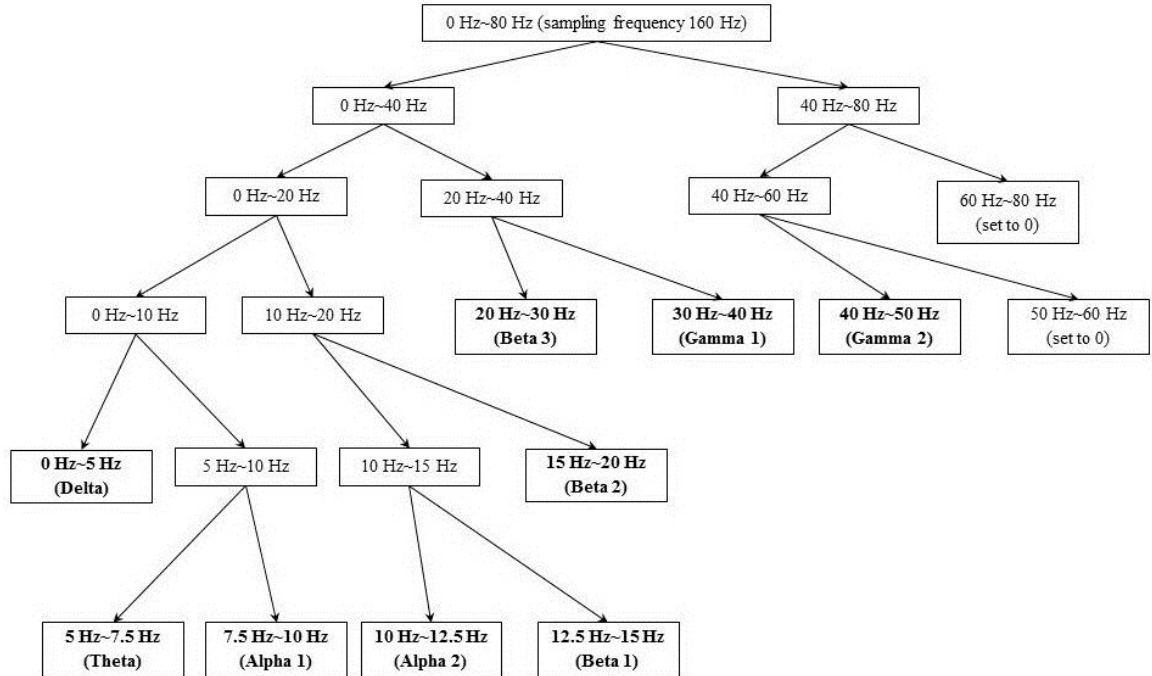 0 Hz~80 Hz (sampling frequency 160 Hz)
0 Hz~40 Hz
40 Hz~80 Hz
0 Hz~20 Hz
20 Hz~40 Hz
40 Hz~60 Hz
60 Hz~80 Hz
(set to 0)
0 Hz~10 Hz
10 Hz~20 Hz
20 Hz~30 Hz
(Beta 3)
30 Hz~40 Hz
(Gamma 1)
40 Hz~50 Hz
(Gamma 2)
50 Hz~60 Hz
(set to 0)
0 Hz~5 Hz
(Delta)
5 Hz~10 Hz
10 Hz~15 Hz
15 Hz~20 Hz
(Beta 2)
5 Hz~7.5 Hz
(Theta)
7.5 Hz~10 Hz
(Alpha 1)
10 Hz~12.5 Hz
(Alpha 2)
12.5 Hz~15 Hz
(Beta 1)